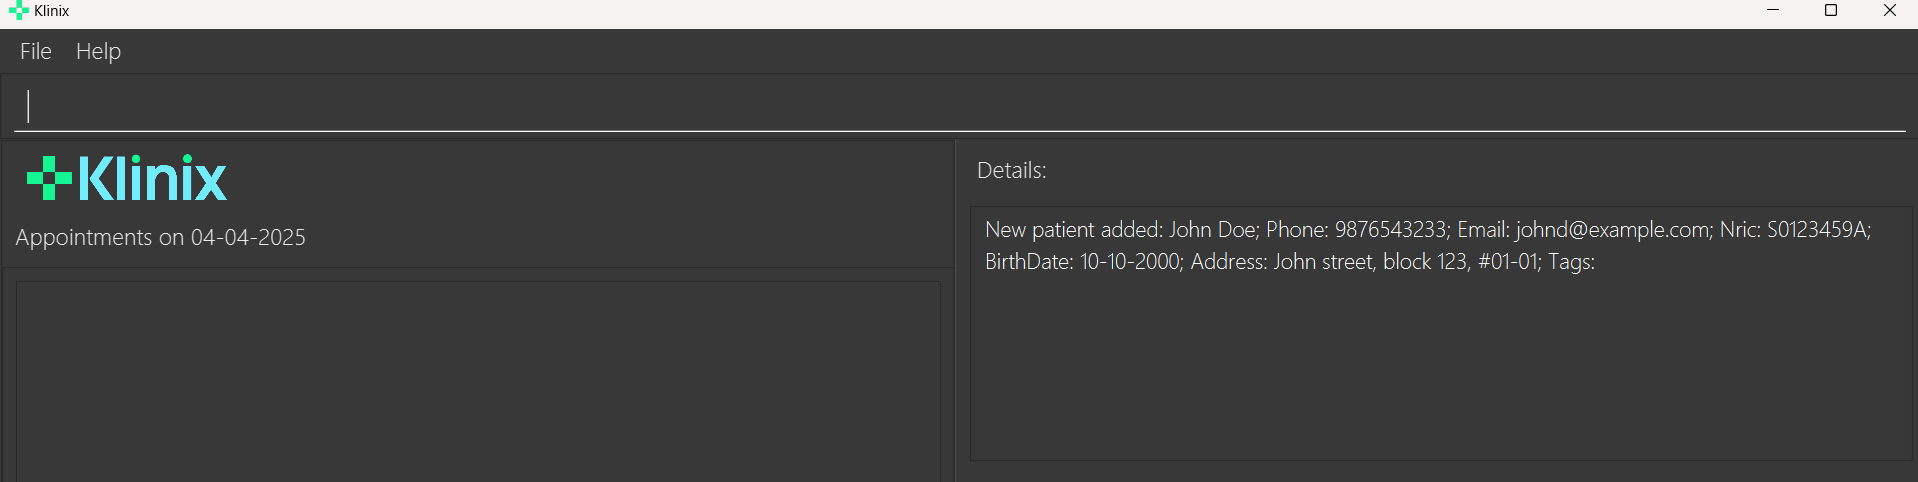 Klinix
File Help
Klinix
Appointments on 04-04-2025
Details:
New patient added: John Doe; Phone: 9876543233; Email: johnd@example.com; Nric: S0123459A;
BirthDate: 10-10-2000; Address: John street, block 123, #01-01; Tags: